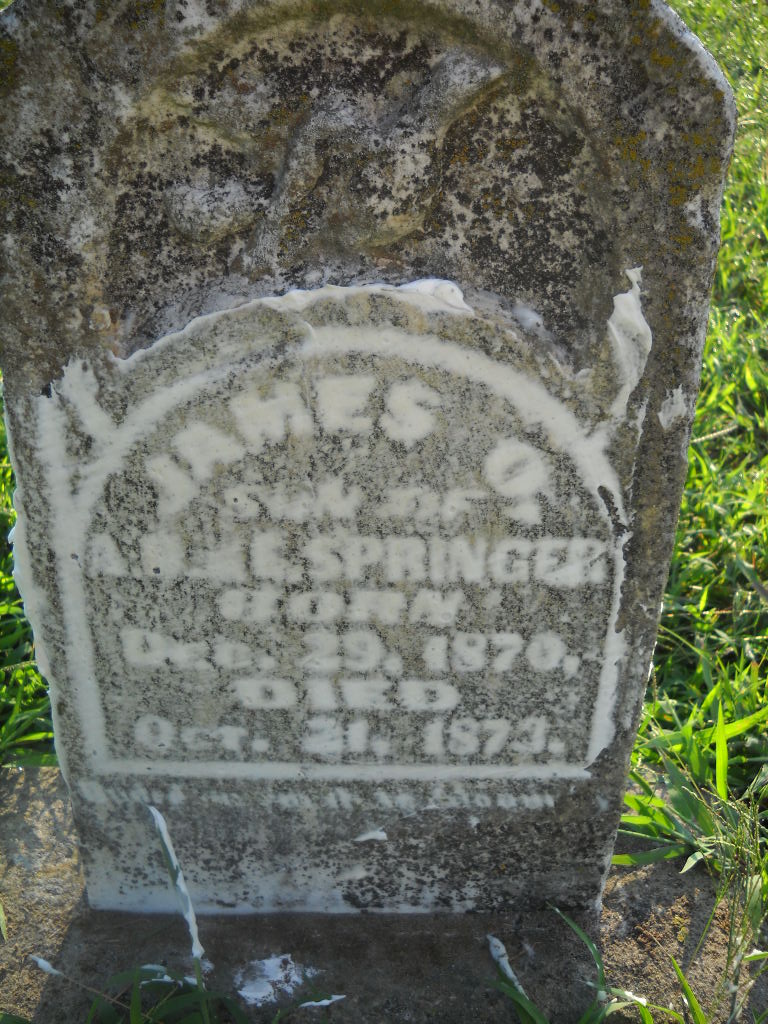 JAMES O.
SON OF
A. & E. SPRINGER
BORN
DEC. 29. 1870,
DIED
OCT. 21. 1873.